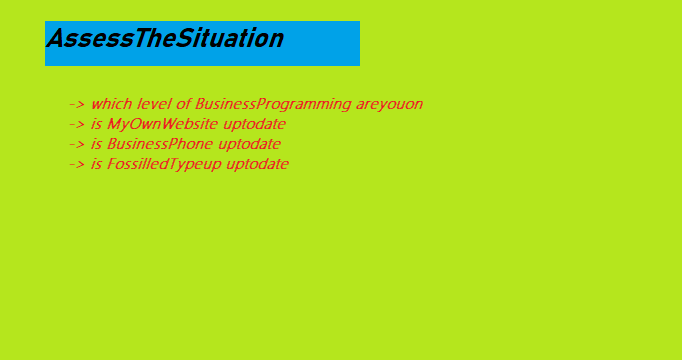 AssessTheSituation
-> which level of BusinessProgramming areyouon
-> is MyOwnWebsite uptodate
-> is BusinessPhone uptodate
-> is FossilledTypeup uptodate